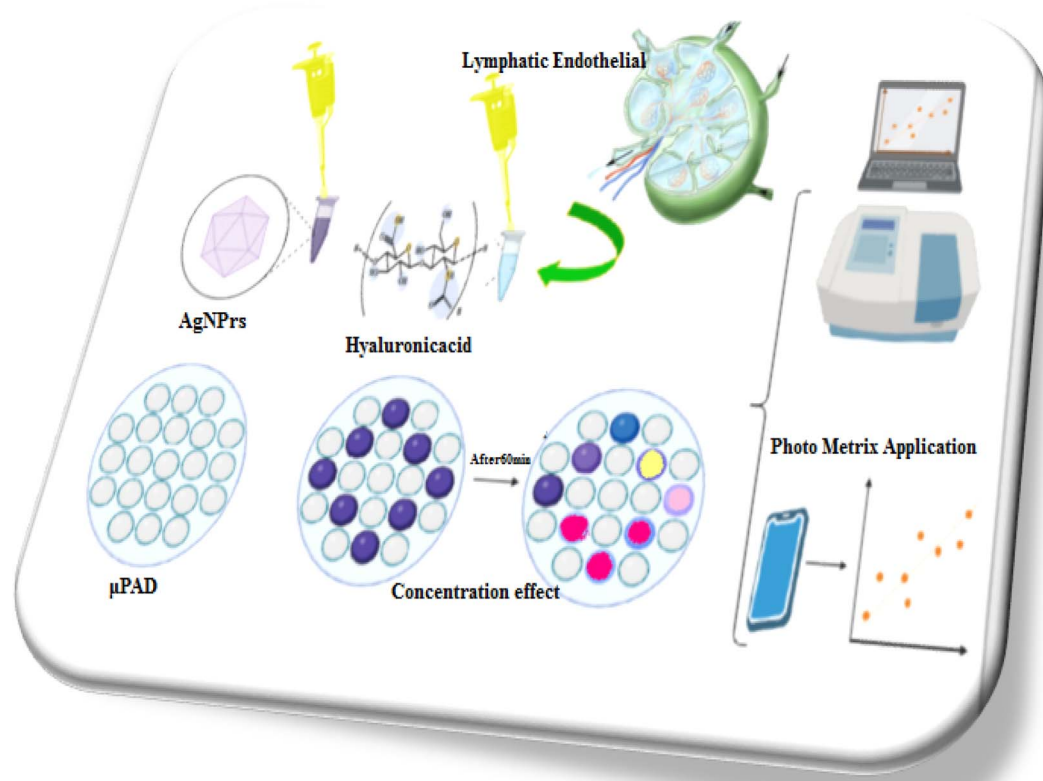 Lymphatic Endothelial
AgNPrs
Hyaluronicacid
After60min
Photo Metrix Application
µPAD
Concentration effect